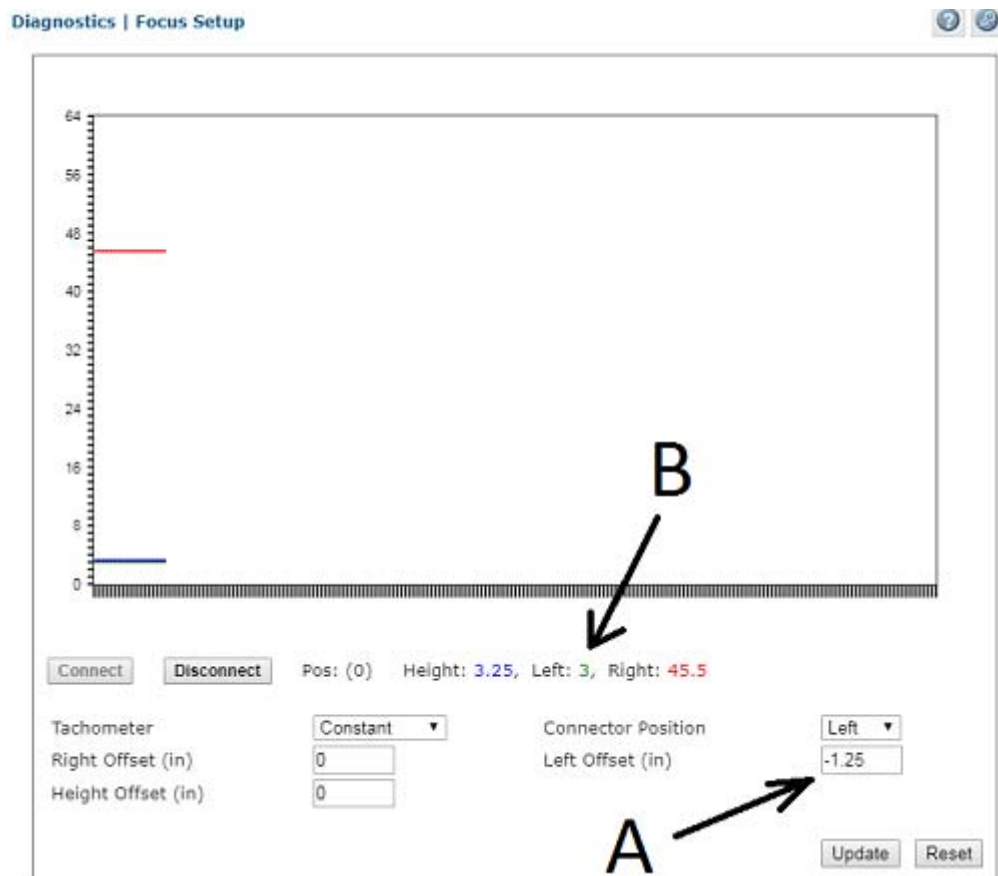 Diagnostics | Focus Setup
64
56
48
40
32
24
16
8
0
B
Connect Disconnect Pos: (0) Height: 3.25, Left: 3, Right: 45.5
Tachometer Constant Connector Position Left
Right Offset (in) 0 Left Offset (in) -1.25
Height Offset (in) 0
A
Update Reset